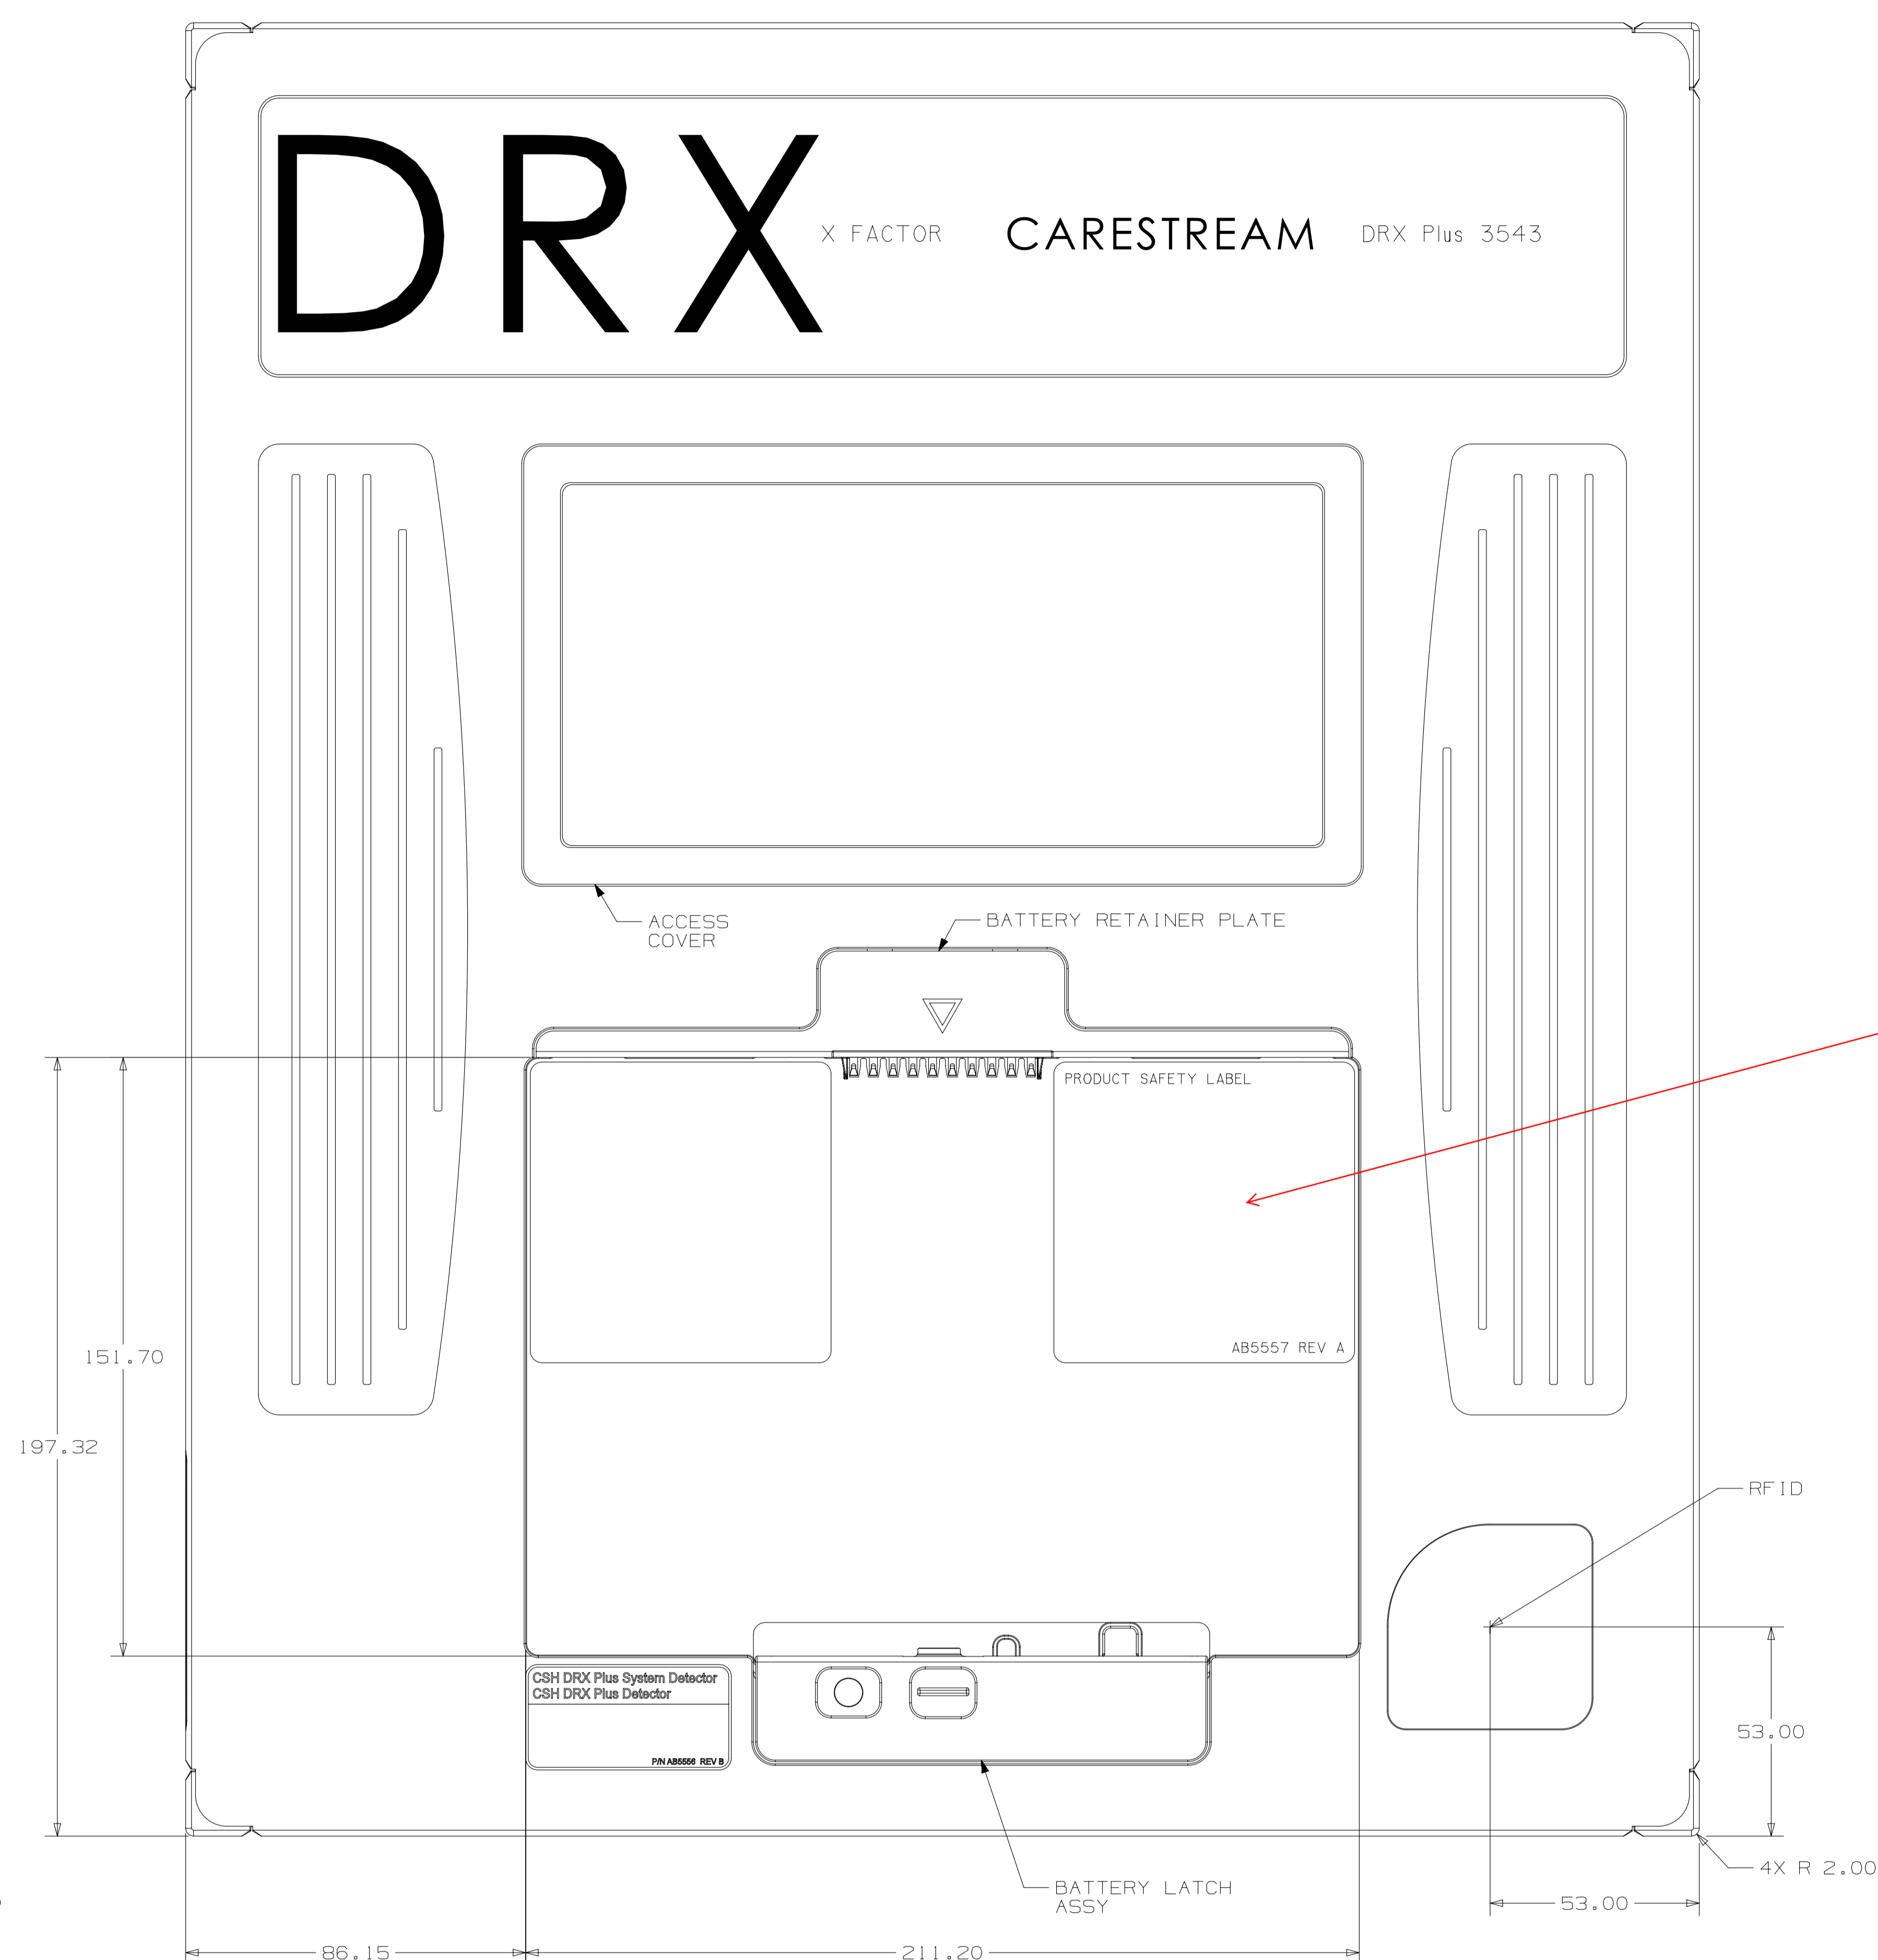 DRX X FACTOR CARESTREAM DRX Plus 3543
ACCESS
COVER
BATTERY RETAINER PLATE
PRODUCT SAFETY LABEL
AB5557 REV A
151.70
197.32
RFID
CSH DRX Plus System Detector
CSH DRX Plus Detector
P/N AB5556 REV B
53.00
4X R 2.00
BATTERY LATCH
ASSY
53.00
86.15
211.20